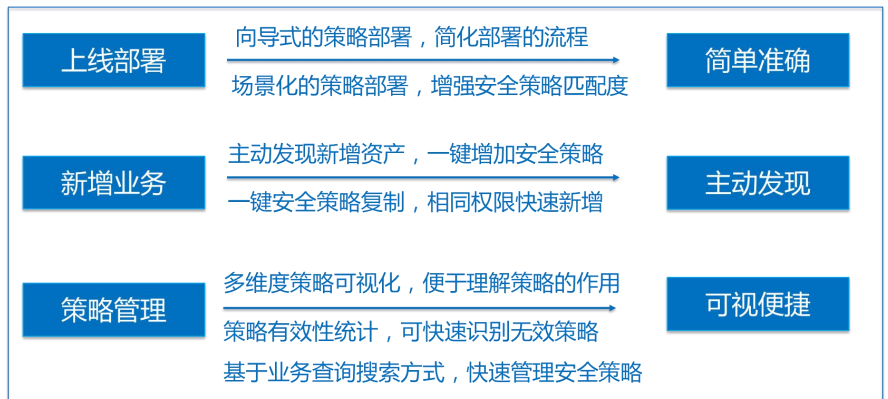 向导式的策略部署，简化部署的流程
上线部署
简单准确
场景化的策略部署，增强安全策略匹配度
主动发现新增资产，一键增加安全策略
新增业务
主动发现
一键安全策略复制，相同权限快速新增
多维度策略可视化，便于理解策略的作用
策略管理
可视便捷
策略有效性统计，可快速识别无效策略
基于业务查询搜索方式，快速管理安全策略